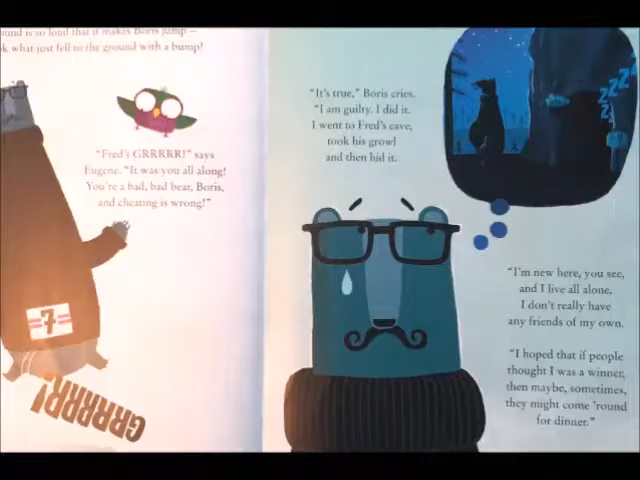 ound is so loud that it makes Boris jump –
k what just fell to the ground with a bump!
"Fred's GRRRRR!" says
Eugene. "It was you all along!
You're a bad, bad bear, Boris,
and cheating is wrong!"
7
GRRRRR!
"It's true," Boris cries.
"I am guilty. I did it.
I went to Fred's cave,
took his growl
and then hid it.
ZZZZZ
"I'm new here, you see,
and I live all alone.
I don't really have
any friends of my own.
"I hoped that if people
thought I was a winner,
then maybe, sometimes,
they might come 'round
for dinner."